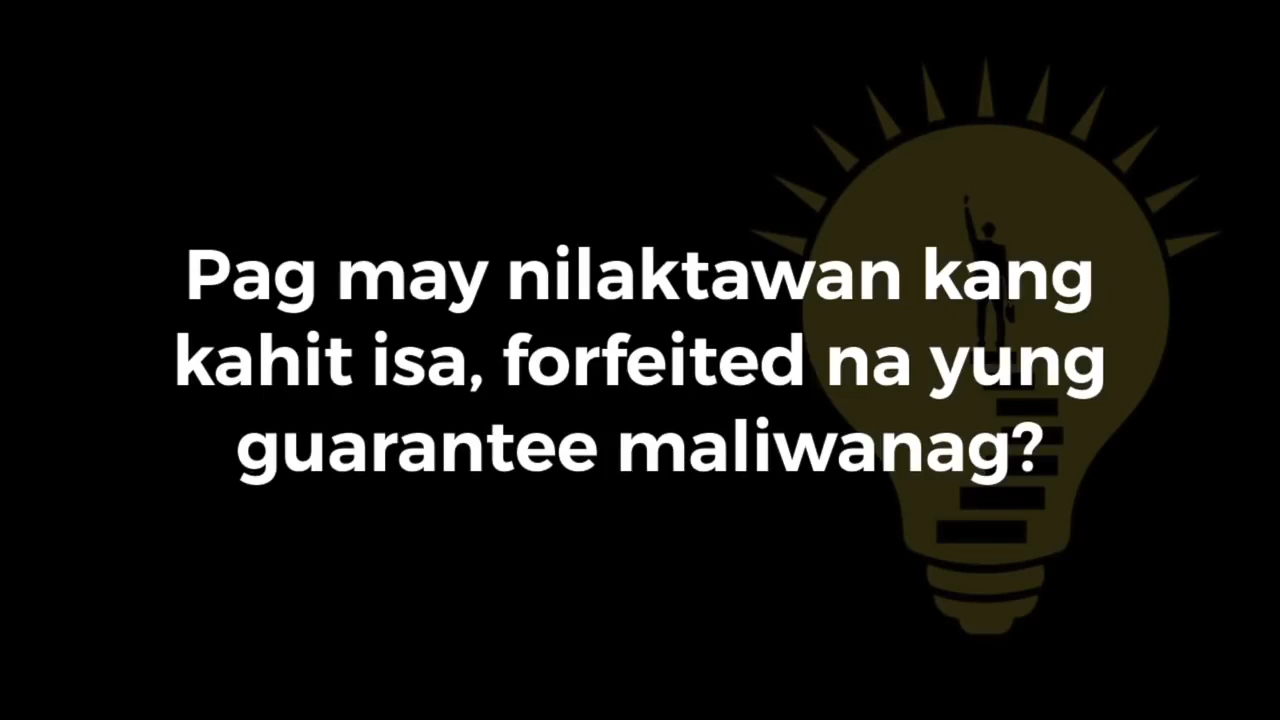 Pag may nilaktawan kang
kahit isa, forfeited na yung
guarantee maliwanag?